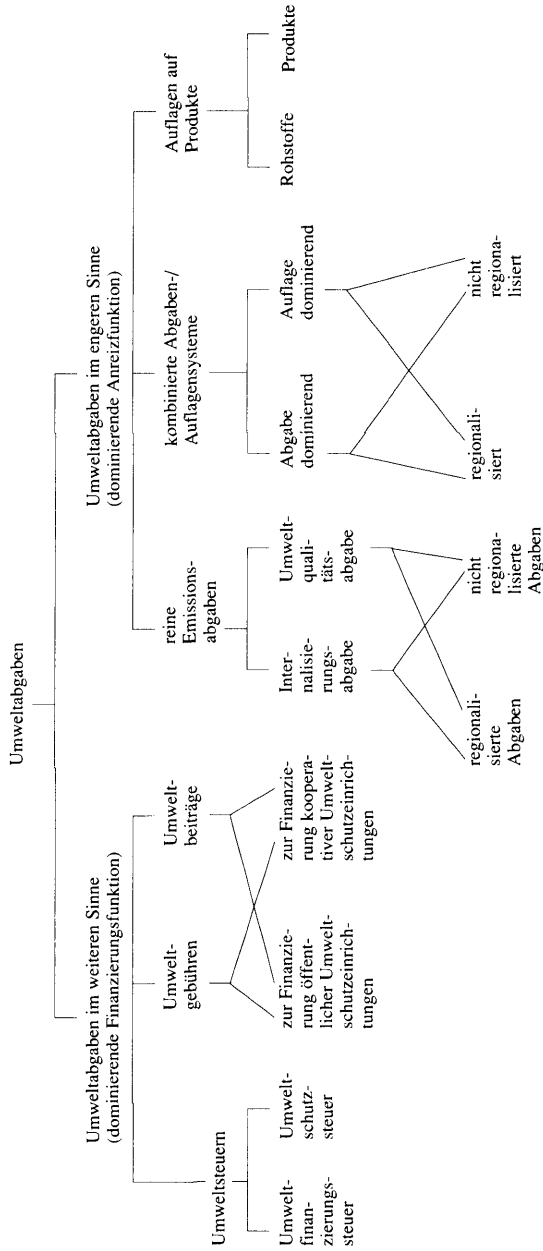 Umweltabgaben
Umweltabgaben im weiteren Sinne
(dominierende Finanzierungsfunktion)
Umweltabgaben im engeren Sinne
(dominierende Anreizfunktion)
Umweltsteuern
Umwelt-
gebühren
Umwelt-
beiträge
reine
Emissions-
abgaben
kombinierte Abgaben-/
Auflagensysteme
Auflagen auf
Produkte
Umwelt-
finan-
zierungs-
steuer
Umwelt-
schutz-
steuer
zur Finanzie-
rung öffent-
licher Umwelt-
schutzeinrich-
tungen
zur Finanzie-
rung koopera-
tiver Umwelt-
schutzeinrich-
tungen
Inter-
nalisie-
rungs-
abgabe
Umwelt-
quali-
täts-
abgabe
Abgabe
dominierend
Auflage
dominierend
Rohstoffe
Produkte
regionali-
sierte
Abgaben
nicht
regiona-
lisierte
Abgaben
regionali-
siert
nicht
regiona-
lisiert